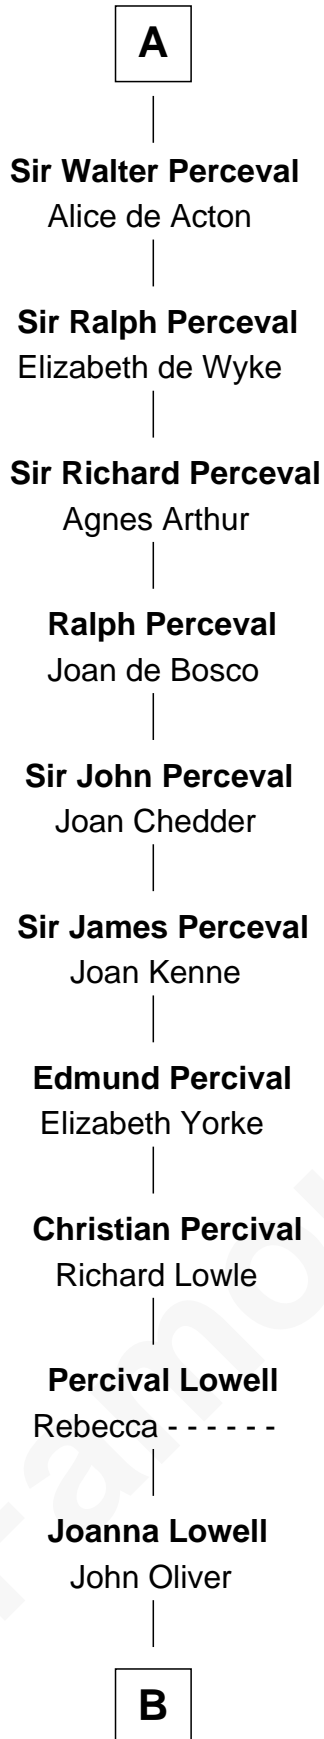 A
Sir Walter Perceval
Alice de Acton
Sir Ralph Perceval
Elizabeth de Wyke
Sir Richard Perceval
Agnes Arthur
Ralph Perceval
Joan de Bosco
Sir John Perceval
Joan Chedder
Sir James Perceval
Joan Kenne
Edmund Percival
Elizabeth Yorke
Christian Percival
Richard Lowle
Percival Lowell
Rebecca - - - - - -
Joanna Lowell
John Oliver
B